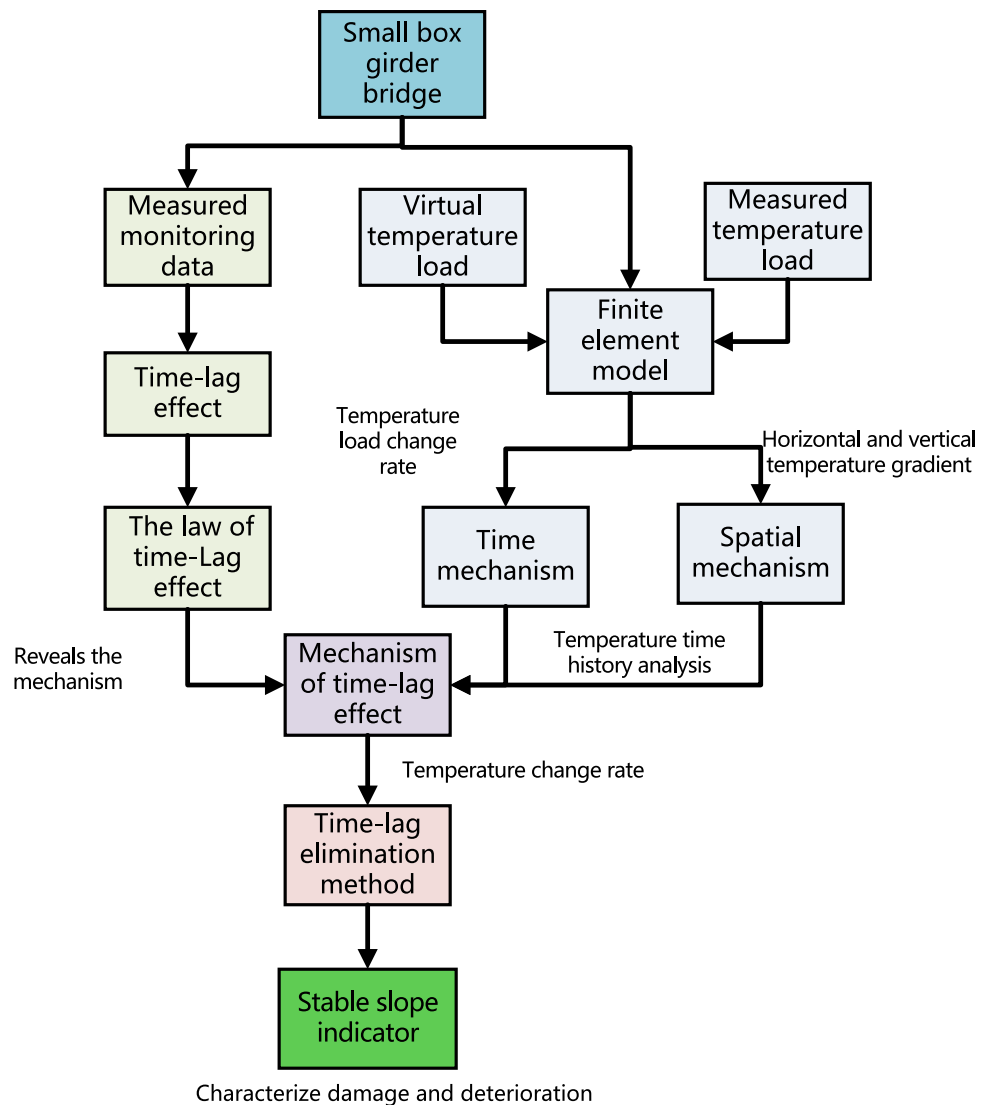 Small box
girder
bridge
Measured
monitoring
data
Virtual
temperature
load
Measured
temperature
load
Finite
element
model
Time-lag
effect
Temperature
load change
rate
Horizontal and vertical
temperature gradient
The law of
time-Lag
effect
Time
mechanism
Spatial
mechanism
Reveals the
mechanism
Mechanism
of time-lag
effect
Temperature time
history analysis
Temperature change rate
Time-lag
elimination
method
Stable slope
indicator
Characterize damage and deterioration